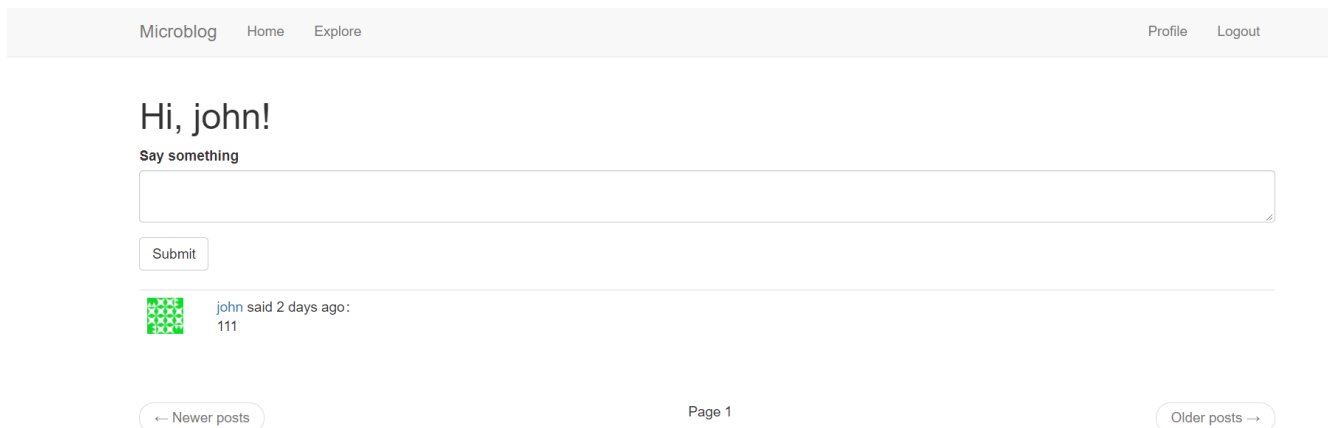 Microblog Home Explore Profile Logout
Hi, john!
Say something
Submit
john said 2 days ago:
111
← Newer posts Page 1 Older posts →